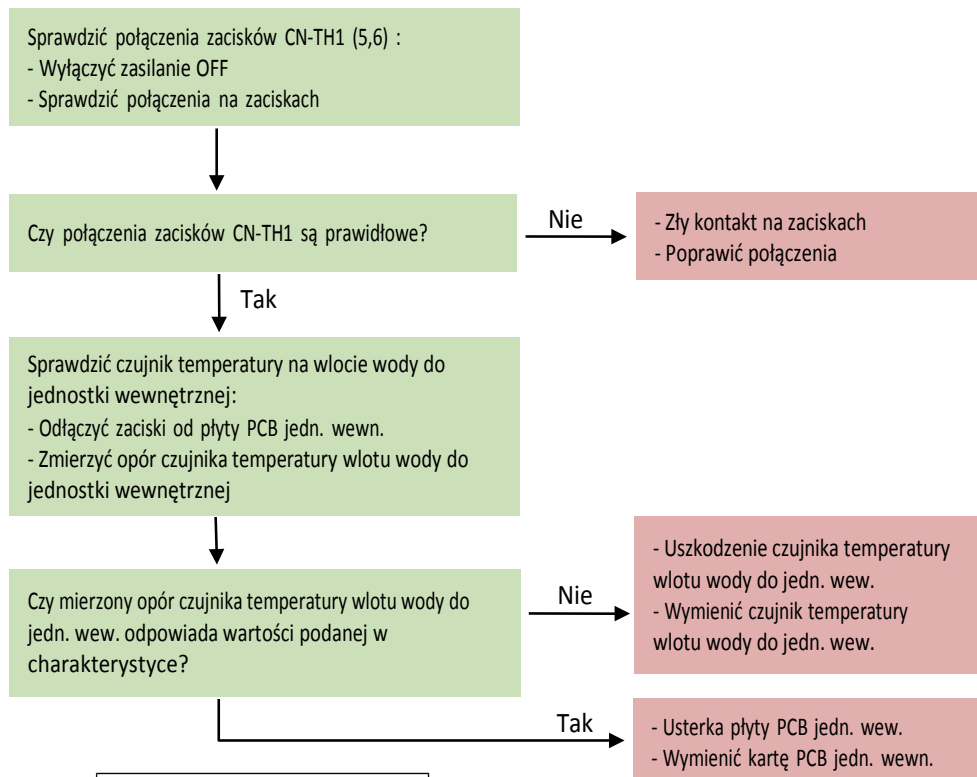 Sprawdzić połączenia zacisków CN-TH1 (5,6) :
- Wyłączyć zasilanie OFF
- Sprawdzić połączenia na zaciskach
Czy połączenia zacisków CN-TH1 są prawidłowe?
Nie
- Zły kontakt na zaciskach
- Poprawić połączenia
Tak
Sprawdzić czujnik temperatury na wlocie wody do
jednostki wewnętrznej:
- Odłączyć zaciski od płyty PCB jedn. wewn.
- Zmierzyć opór czujnika temperatury wlotu wody do
jednostki wewnętrznej
Czy mierzony opór czujnika temperatury wlotu wody do
jedn. wew. odpowiada wartości podanej w
charakterystyce?
Nie
- Uszkodzenie czujnika temperatury
wlotu wody do jedn. wew.
- Wymienić czujnik temperatury
wlotu wody do jedn. wew.
Tak
- Usterka płyty PCB jedn. wew.
- Wymienić kartę PCB jedn. wewn.